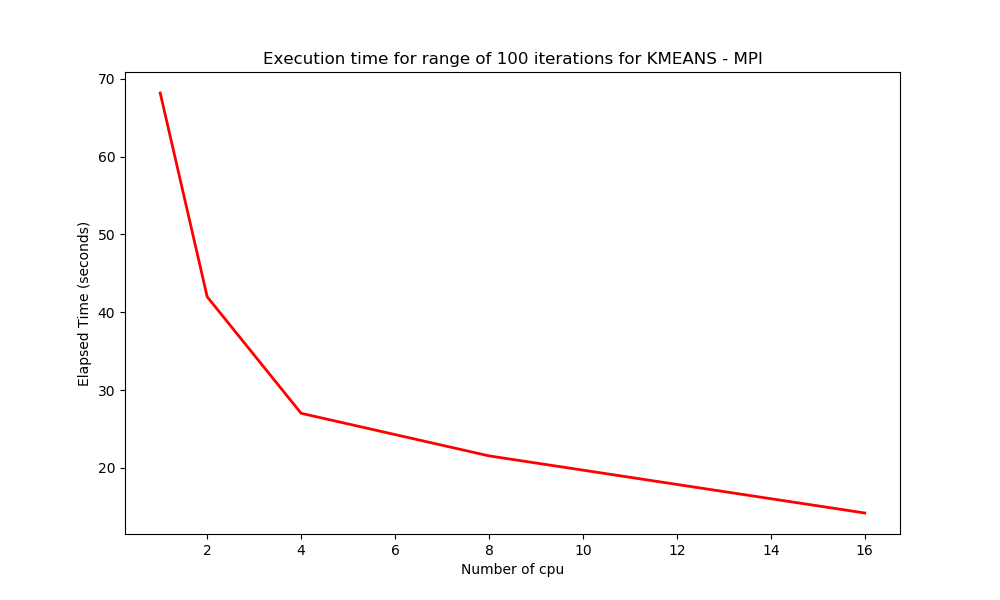 Execution time for range of 100 iterations for KMEANS - MPI
70
60
50
40
30
20
Elapsed Time (seconds)
2 4 6 8 10 12 14 16
Number of cpu